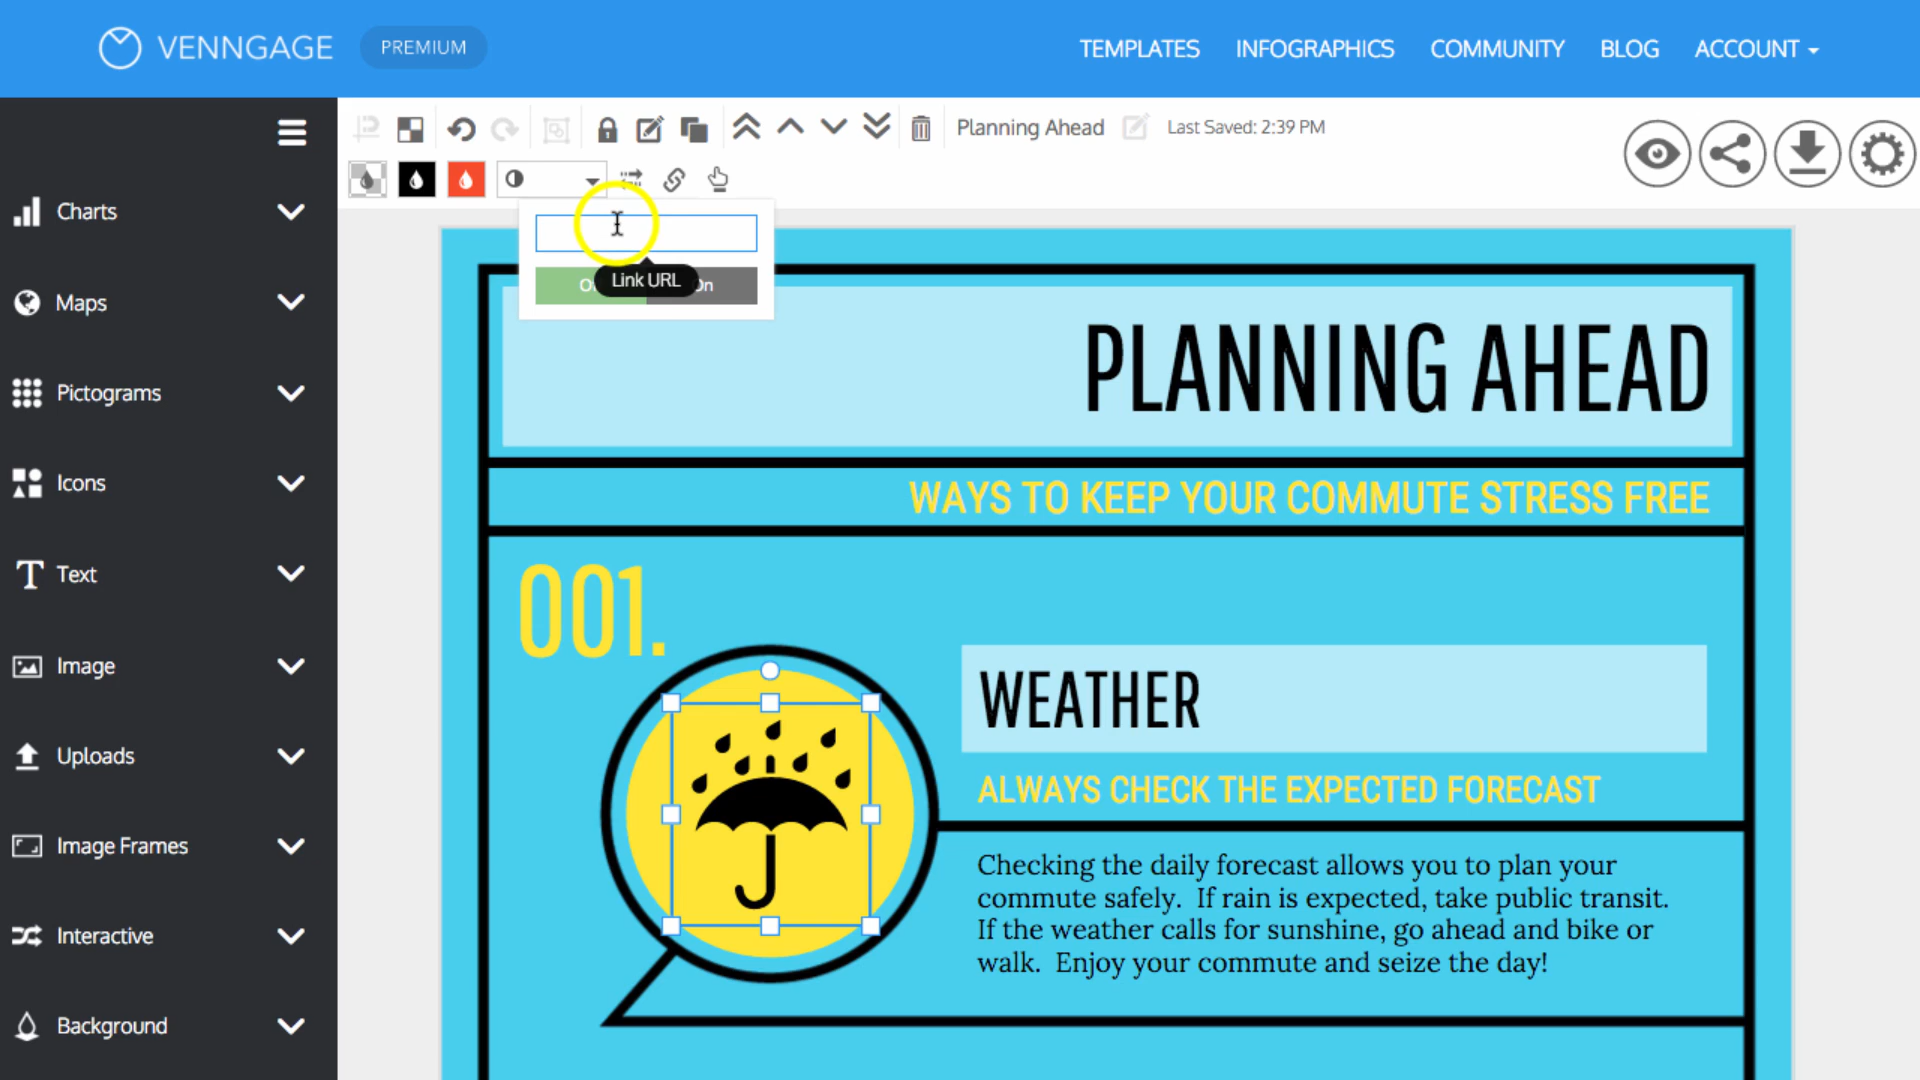 VENNGAGE PREMIUM TEMPLATES INFOGRAPHICS COMMUNITY BLOG ACCOUNT
Planning Ahead Last Saved: 2:39 PM
Link URL
Charts
Maps
Pictograms
Icons
Text
Image
Uploads
Image Frames
Interactive
Background
PLANNING AHEAD
WAYS TO KEEP YOUR COMMUTE STRESS FREE
001.
WEATHER
ALWAYS CHECK THE EXPECTED FORECAST
Checking the daily forecast allows you to plan your
commute safely. If rain is expected, take public transit.
If the weather calls for sunshine, go ahead and bike or
walk. Enjoy your commute and seize the day!